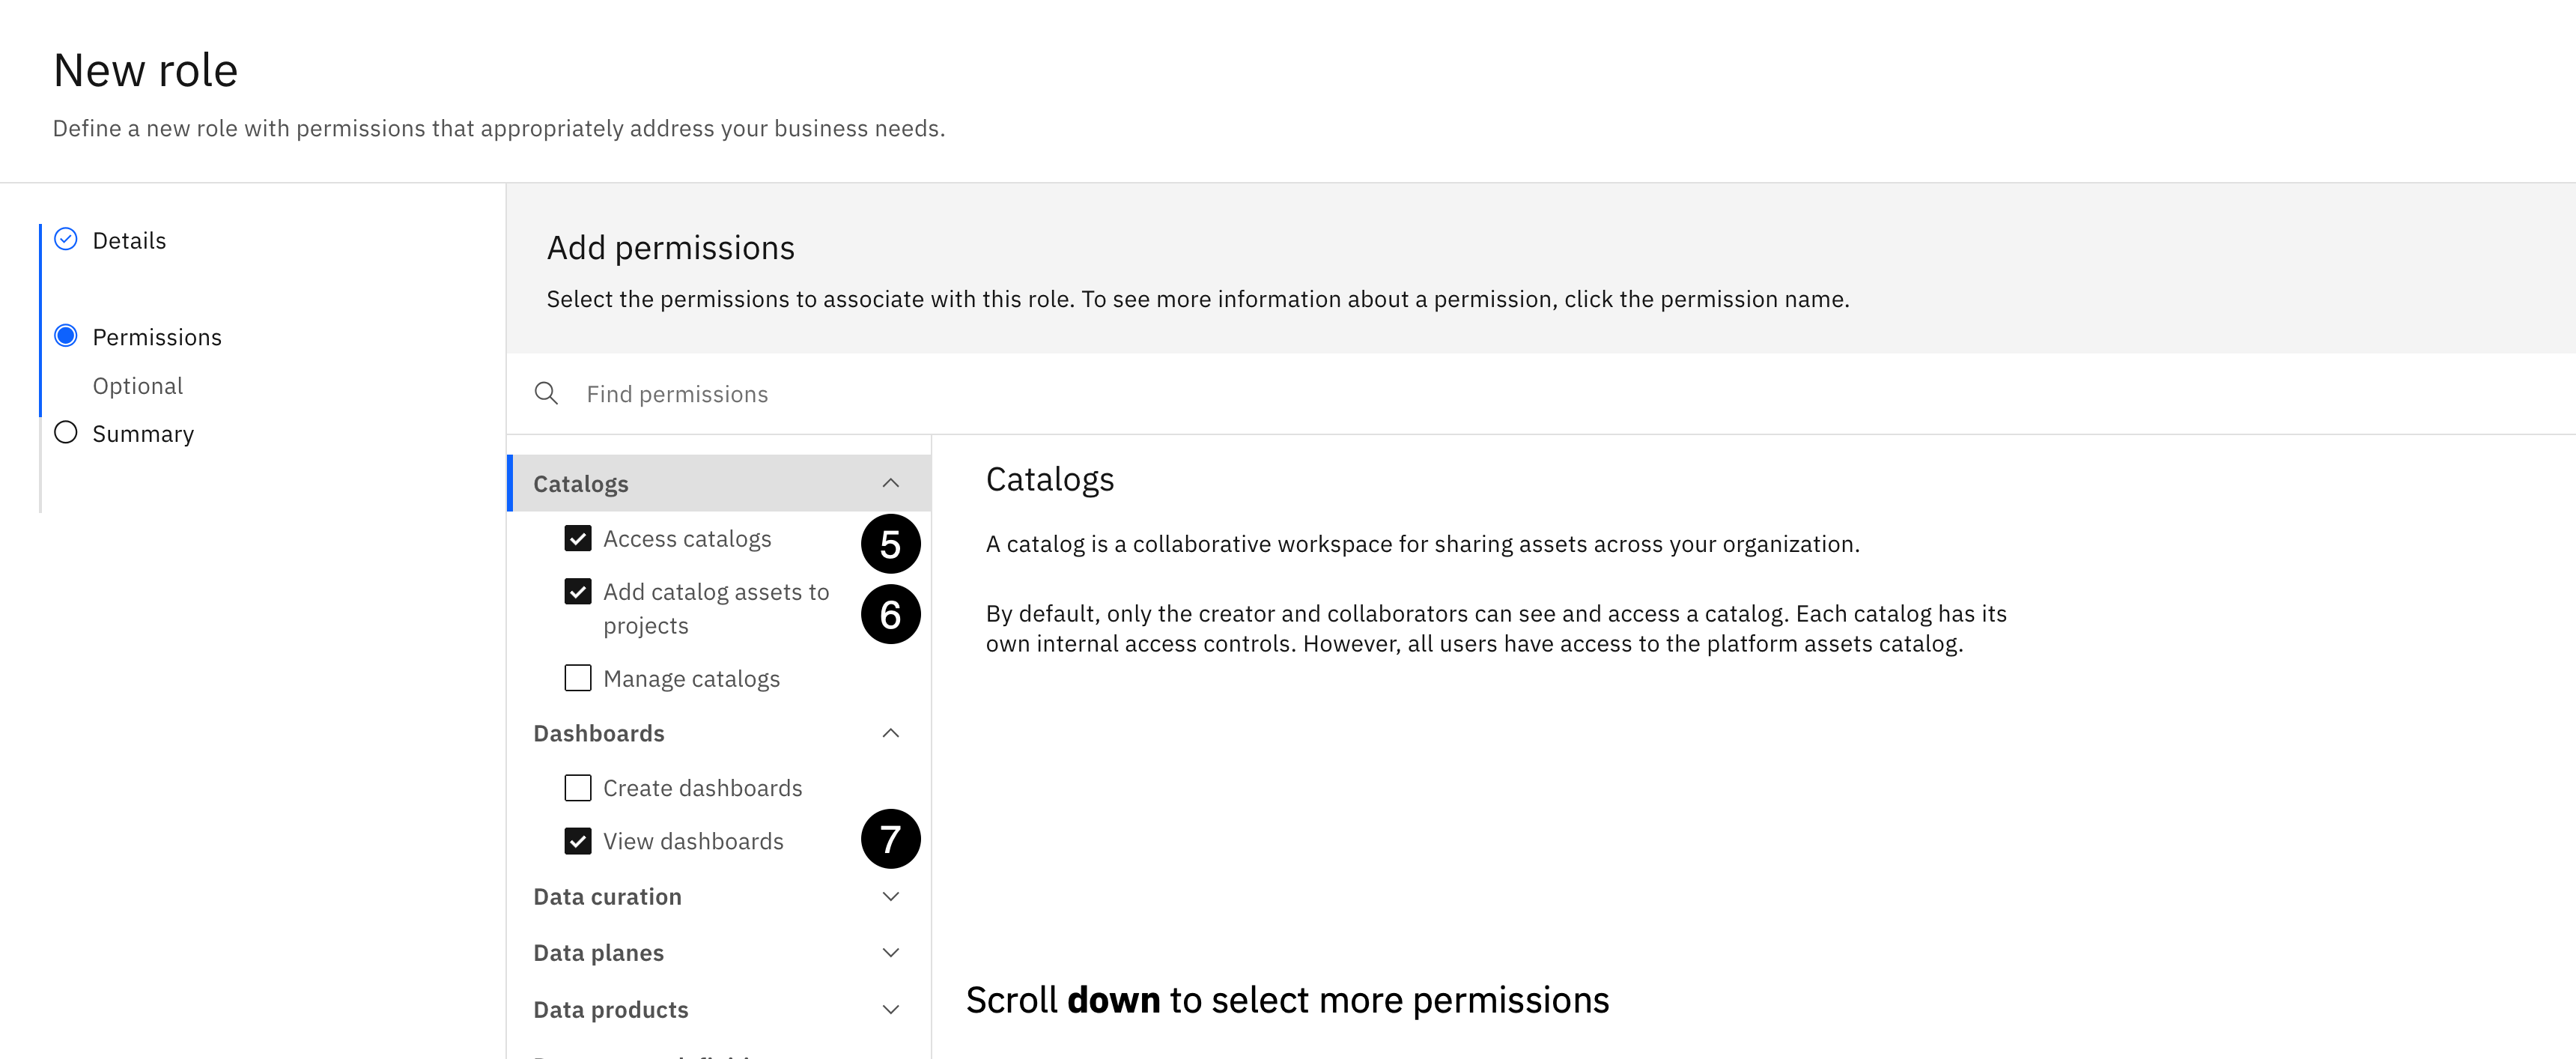 New role
Define a new role with permissions that appropriately address your business needs.
Details
Permissions
Optional
Summary
Add permissions
Select the permissions to associate with this role. To see more information about a permission, click the permission name.
Find permissions
Catalogs
Access catalogs
5
Add catalog assets to
projects
6
Manage catalogs
Dashboards
Create dashboards
View dashboards
7
Data curation
Data planes
Data products
Catalogs
A catalog is a collaborative workspace for sharing assets across your organization.
By default, only the creator and collaborators can see and access a catalog. Each catalog has its
own internal access controls. However, all users have access to the platform assets catalog.
Scroll down to select more permissions